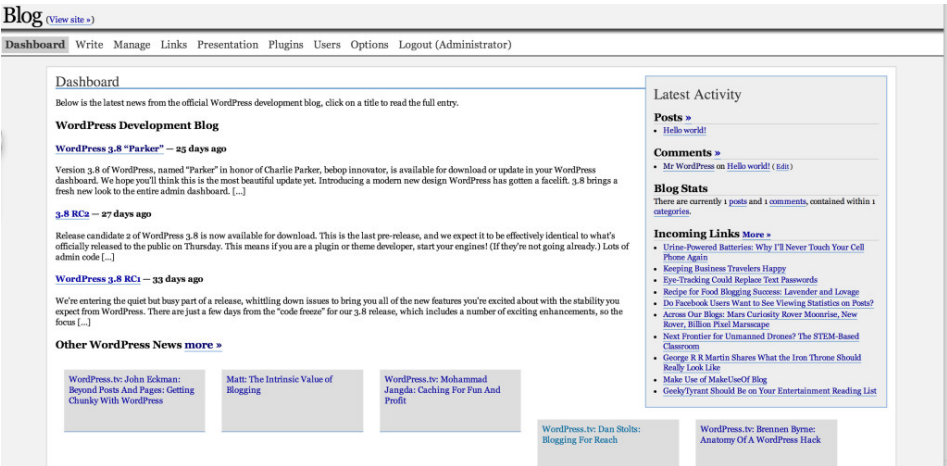 Blog (View site »)
Dashboard Write Manage Links Presentation Plugins Users Options Logout (Administrator)
Dashboard
Below is the latest news from the official WordPress development blog, click on a title to read the full entry.
WordPress Development Blog
WordPress 3.8 “Parker” — 25 days ago
Version 3.8 of WordPress, named “Parker” in honor of Charlie Parker, bebop innovator, is available for download or update in your WordPress
dashboard. We hope you'll think this is the most beautiful update yet. Introducing a modern new design WordPress has gotten a facelift. 3.8 brings a
fresh new look to the entire admin dashboard. [...]
3.8 RC2 — 27 days ago
Release candidate 2 of WordPress 3.8 is now available for download. This is the last pre-release, and we expect it to be effectively identical to what's
officially released to the public on Thursday. This means if you are a plugin or theme developer, start your engines! (If they're not going already.) Lots of
admin code [...]
WordPress 3.8 RC1 — 33 days ago
We're entering the quiet but busy part of a release, whittling down issues to bring you all of the new features you're excited about with the stability you
expect from WordPress. There are just a few days from the “code freeze” for our 3.8 release, which includes a number of exciting enhancements, so the
focus [...]
Other WordPress News more »
WordPress.tv: John Eckman:
Beyond Posts And Pages: Getting
Chunky With WordPress
Matt: The Intrinsic Value of
Blogging
WordPress.tv: Mohammad
Jangda: Caching For Fun And
Profit
WordPress.tv: Dan Stolts:
Blogging For Reach
WordPress.tv: Brennen Byrne:
Anatomy Of A WordPress Hack
Latest Activity
Posts »
Hello world!
Comments »
Mr WordPress on Hello world! (Edit)
Blog Stats
There are currently 1 posts and 1 comments, contained within 1
categories.
Incoming Links More »
Urine-Powered Batteries: Why I'll Never Touch Your Cell
Phone Again
Keeping Business Travelers Happy
Eye-Tracking Could Replace Text Passwords
Recipe for Food Blogging Success: Lavender and Lovage
Do Facebook Users Want to See Viewing Statistics on Posts?
Across Our Blogs: Mars Curiosity Rover Moonrise, New
Rover, Billion Pixel Marsscape
Next Frontier for Unmanned Drones? The STEM-Based
Classroom
George R R Martin Shares What the Iron Throne Should
Really Look Like
Make Use of MakeUseOf Blog
GeekyTyrant Should Be on Your Entertainment Reading List